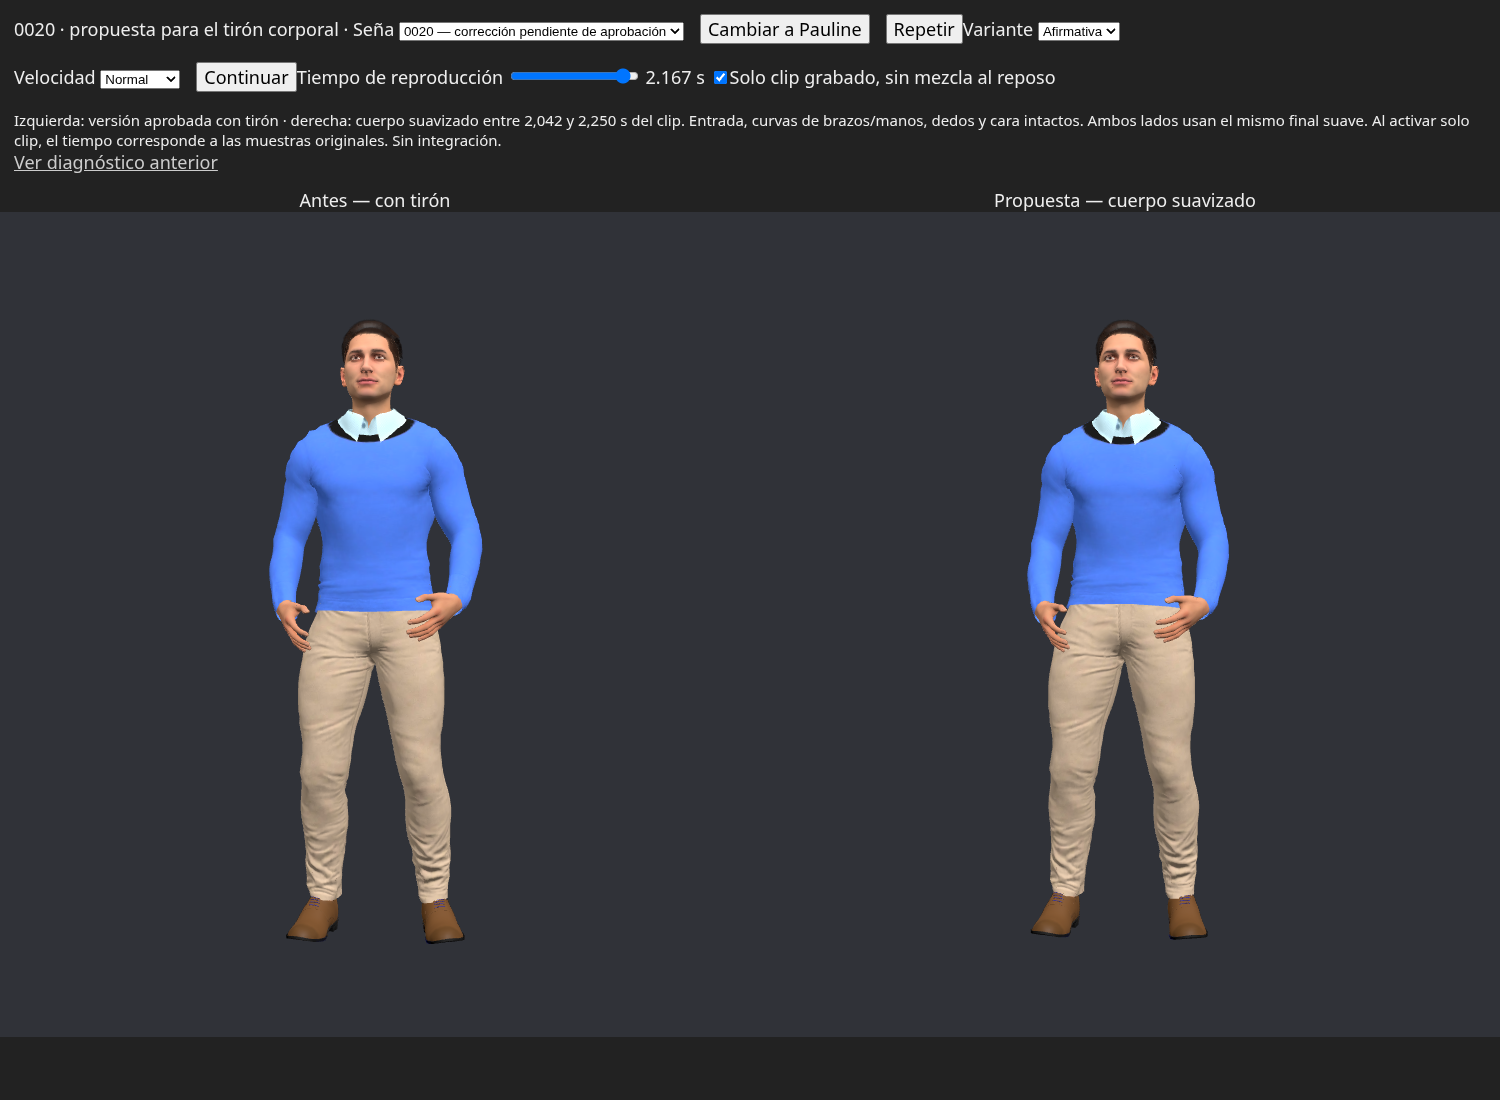 0020 · propuesta para el tirón corporal · Seña 0020 — corrección pendiente de aprobación Cambiar a Pauline Repetir Variante Afirmativa
Velocidad Normal Continuar Tiempo de reproducción 2.167 s Solo clip grabado, sin mezcla al reposo
Izquierda: versión aprobada con tirón · derecha: cuerpo suavizado entre 2,042 y 2,250 s del clip. Entrada, curvas de brazos/manos, dedos y cara intactos. Ambos lados usan el mismo final suave. Al activar solo
clip, el tiempo corresponde a las muestras originales. Sin integración.
Ver diagnóstico anterior
Antes — con tirón
Propuesta — cuerpo suavizado